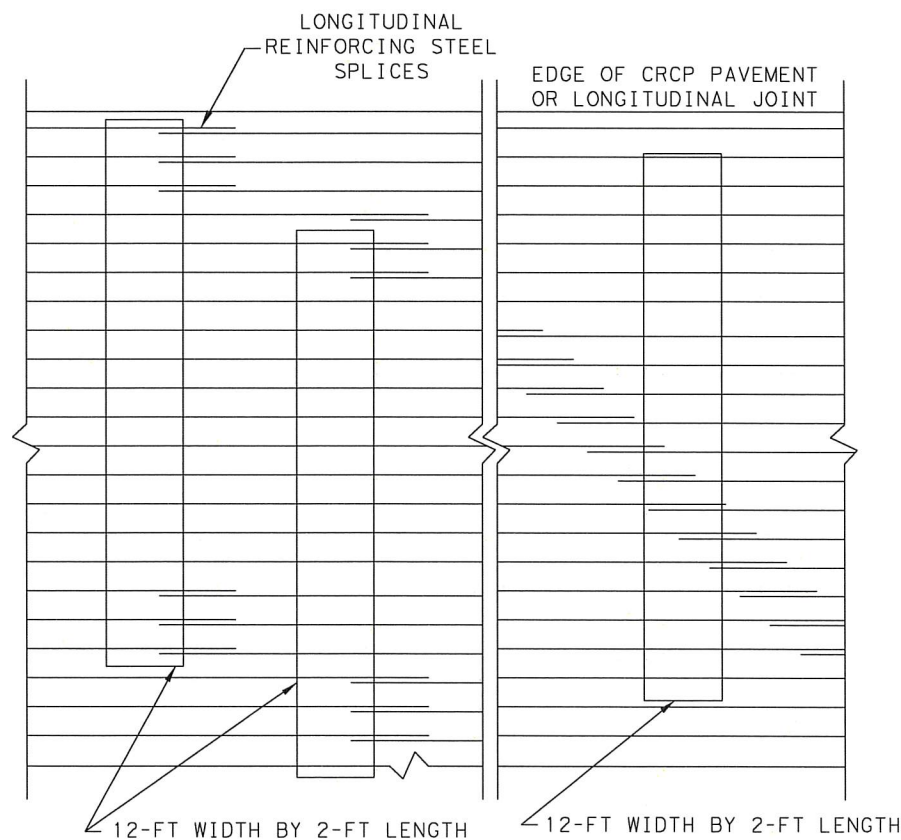 LONGITUDINAL
REINFORCING STEEL
SPLICES
EDGE OF CRCP PAVEMENT
OR LONGITUDINAL JOINT
12-FT WIDTH BY 2-FT LENGTH
12-FT WIDTH BY 2-FT LENGTH